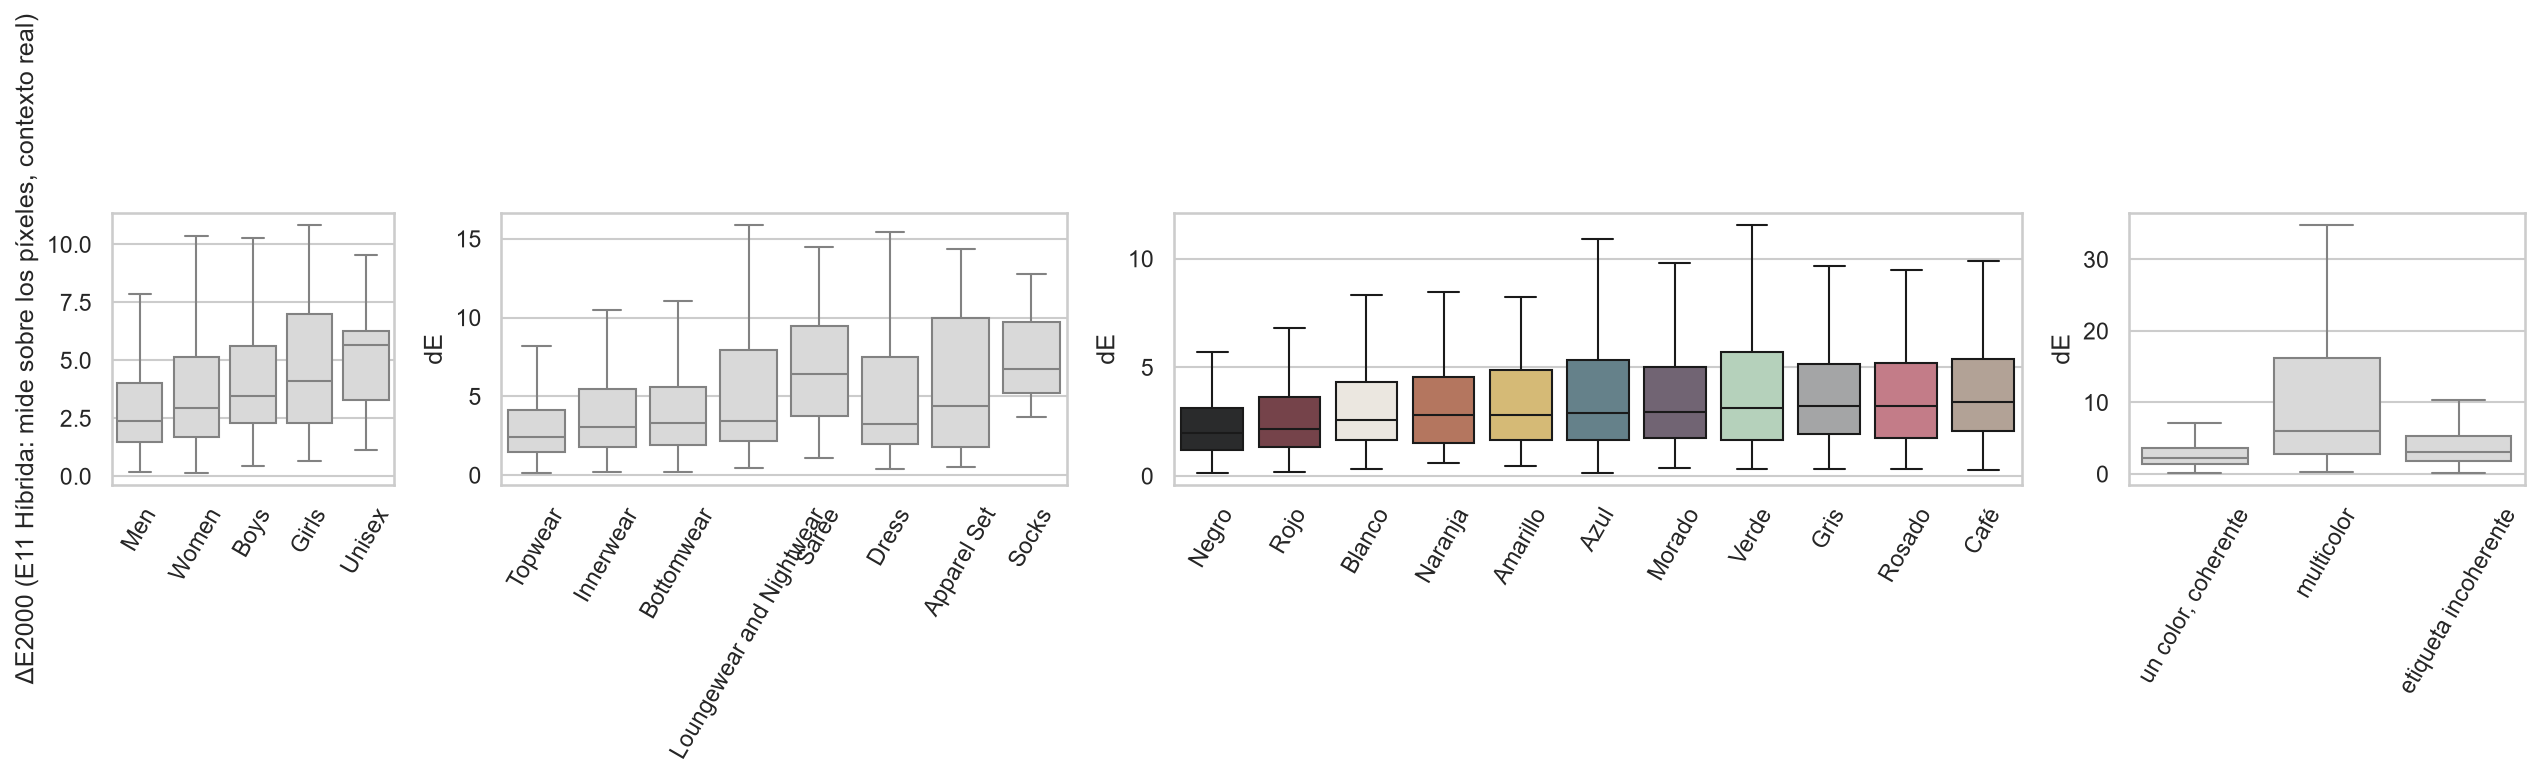 ΔE2000 (E11 Híbrida: mide sobre los píxeles, contexto real)
10.0
7.5
5.0
2.5
0.0
Men
Women
Boys
Girls
Unisex
dE
15
10
5
0
Topwear
Innerwear
Bottomwear
Loungewear and Nightwear
Saree
Dress
Apparel Set
Socks
dE
10
5
0
Negro
Rojo
Blanco
Naranja
Amarillo
Azul
Morado
Verde
Gris
Rosado
Café
dE
30
20
10
0
un color, coherente
multicolor
etiqueta incoherente